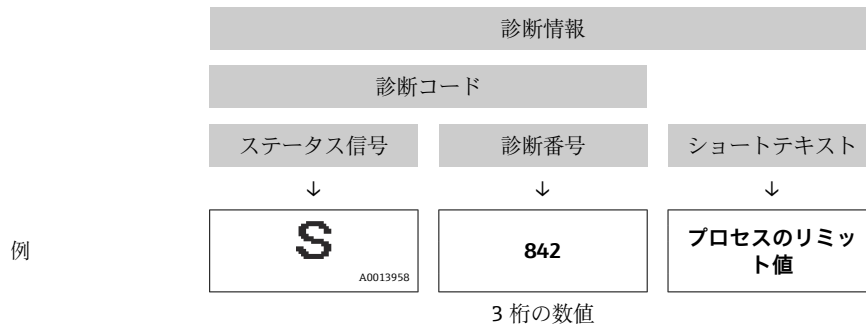 診断情報
診断コード
ステータス信号 診断番号 ショートテキスト
↓ ↓ ↓
例 S A0013958 842 プロセスのリミッ
ト値
3 桁の数値